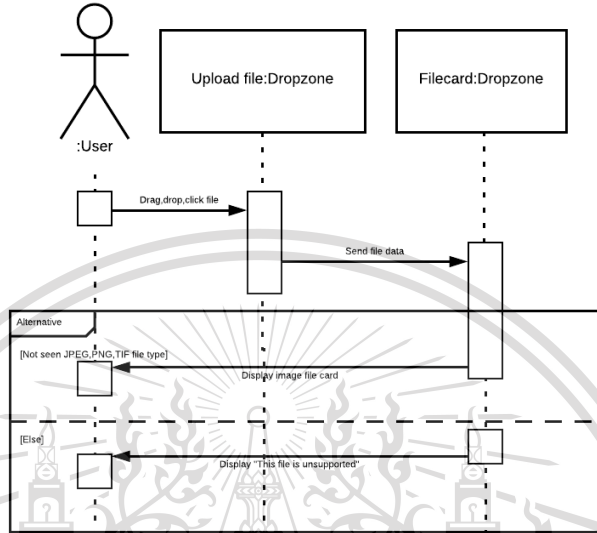 Upload file:Dropzone
Filecard:Dropzone
:User
Drag,drop,click file
Send file data
Alternative
[Not seen JPEG,PNG,TIF file type]
Display image file card
[Else]
Display "This file is unsupported"